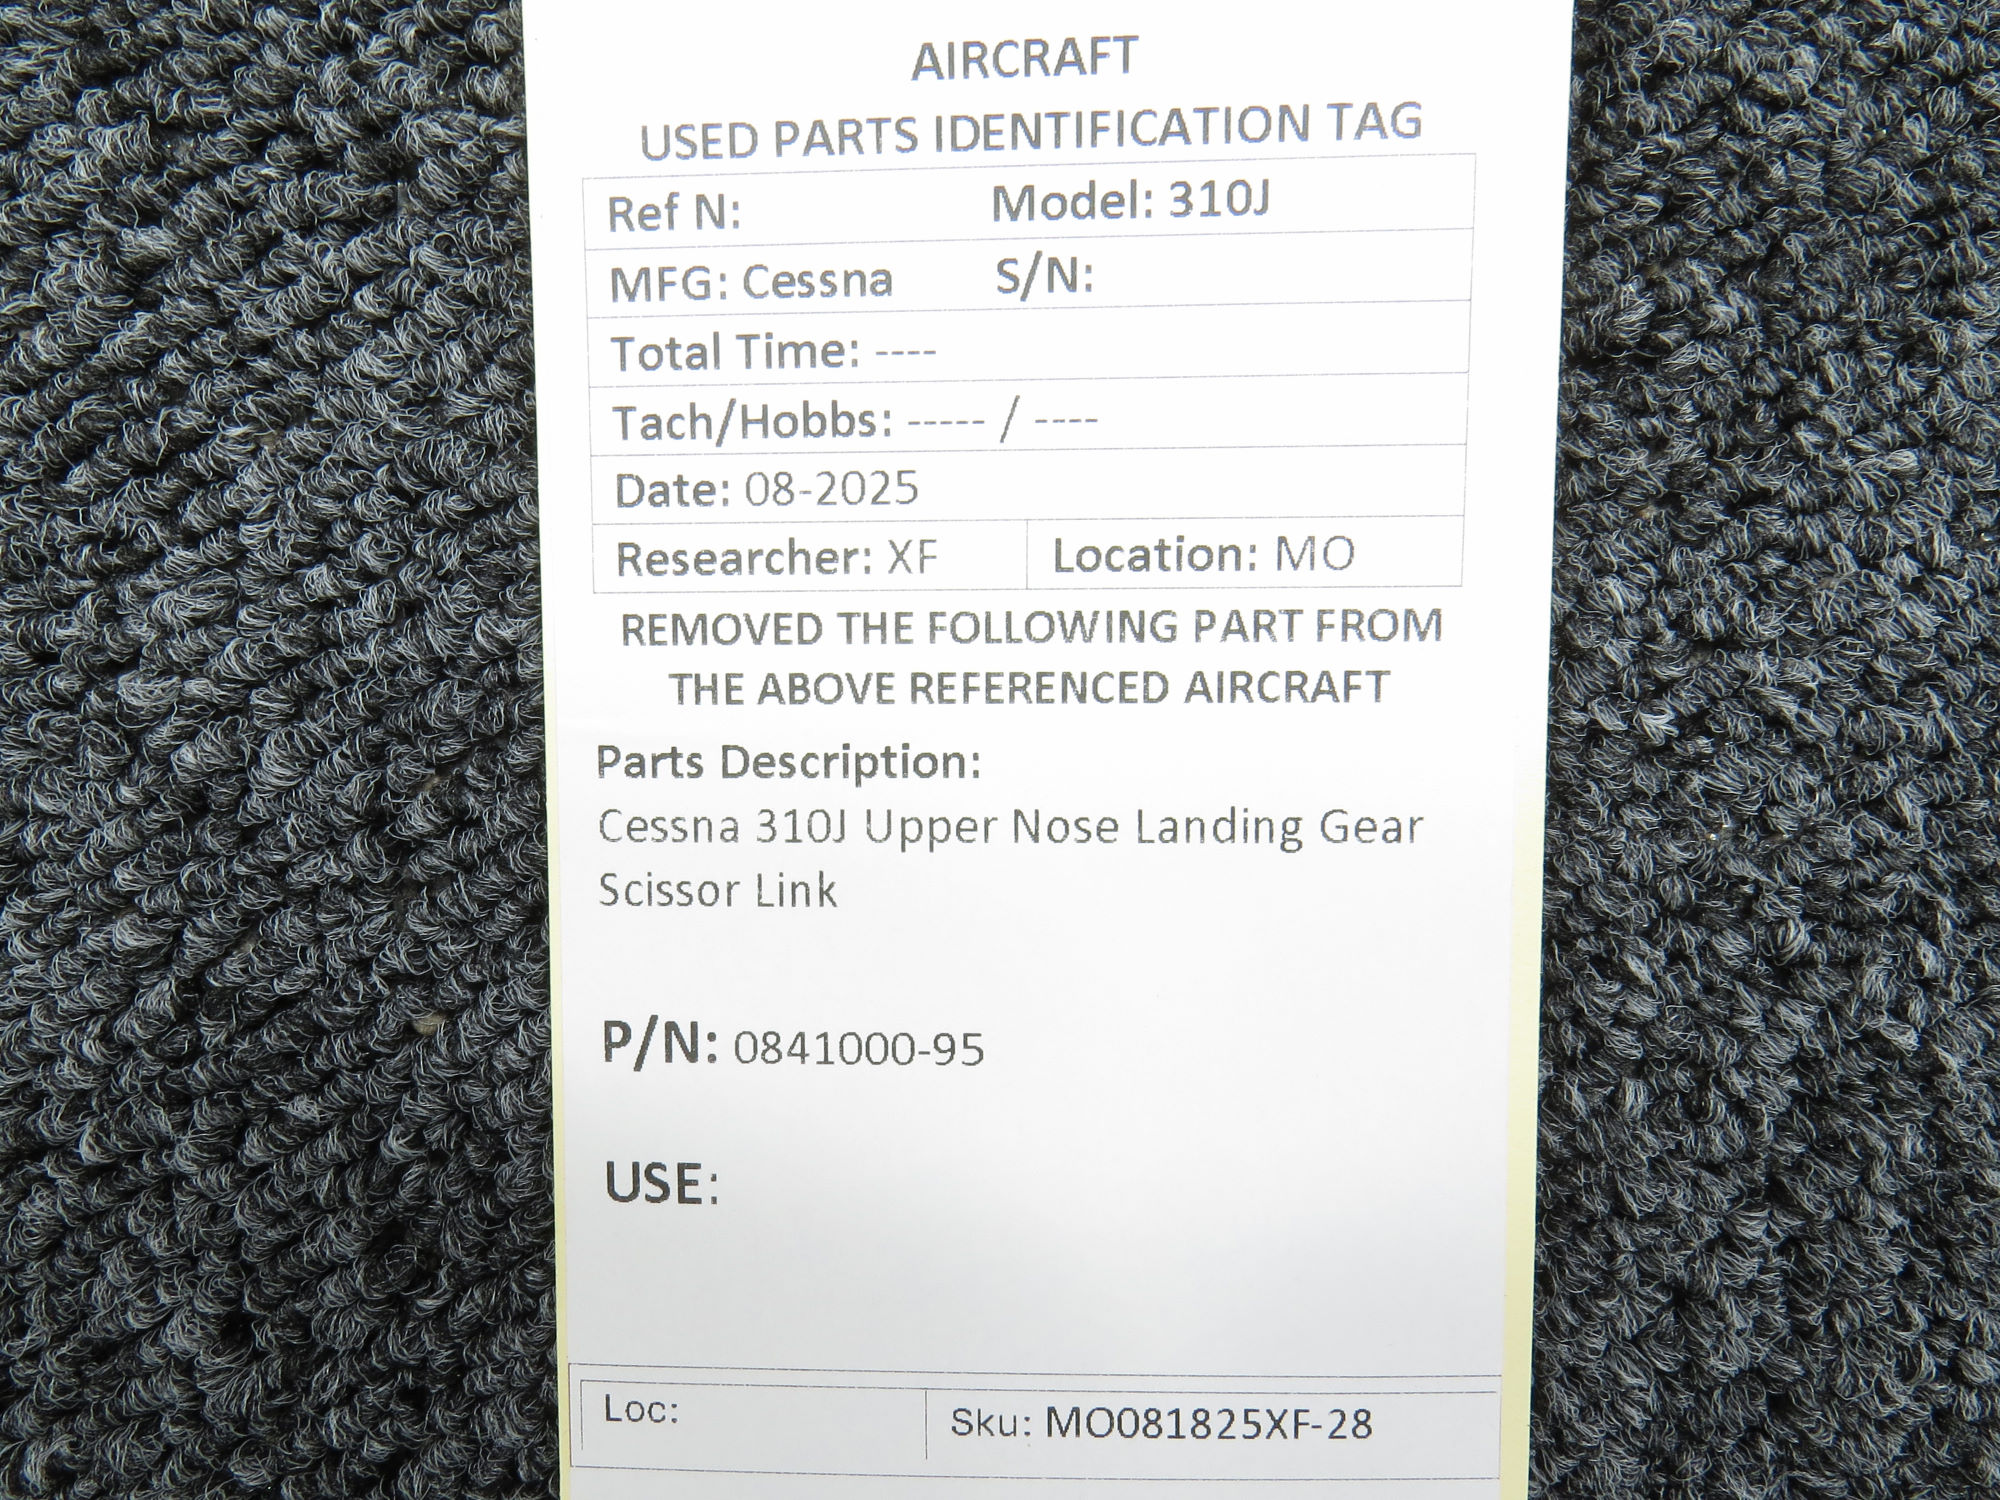 AIRCRAFT
USED PARTS IDENTIFICATION TAG
Ref N: Model: 310J
MFG: Cessna S/N:
Total Time: ----
Tach/Hobbs: ----- / ----
Date: 08-2025
Researcher: XF Location: MO
REMOVED THE FOLLOWING PART FROM
THE ABOVE REFERENCED AIRCRAFT
Parts Description:
Cessna 310J Upper Nose Landing Gear
Scissor Link
P/N: 0841000-95
USE:
Loc: Sku: MO081825XF-28